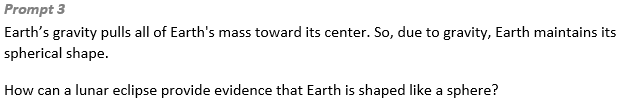 Prompt 3
Earth’s gravity pulls all of Earth's mass toward its center. So, due to gravity, Earth maintains its
spherical shape.
How can a lunar eclipse provide evidence that Earth is shaped like a sphere?